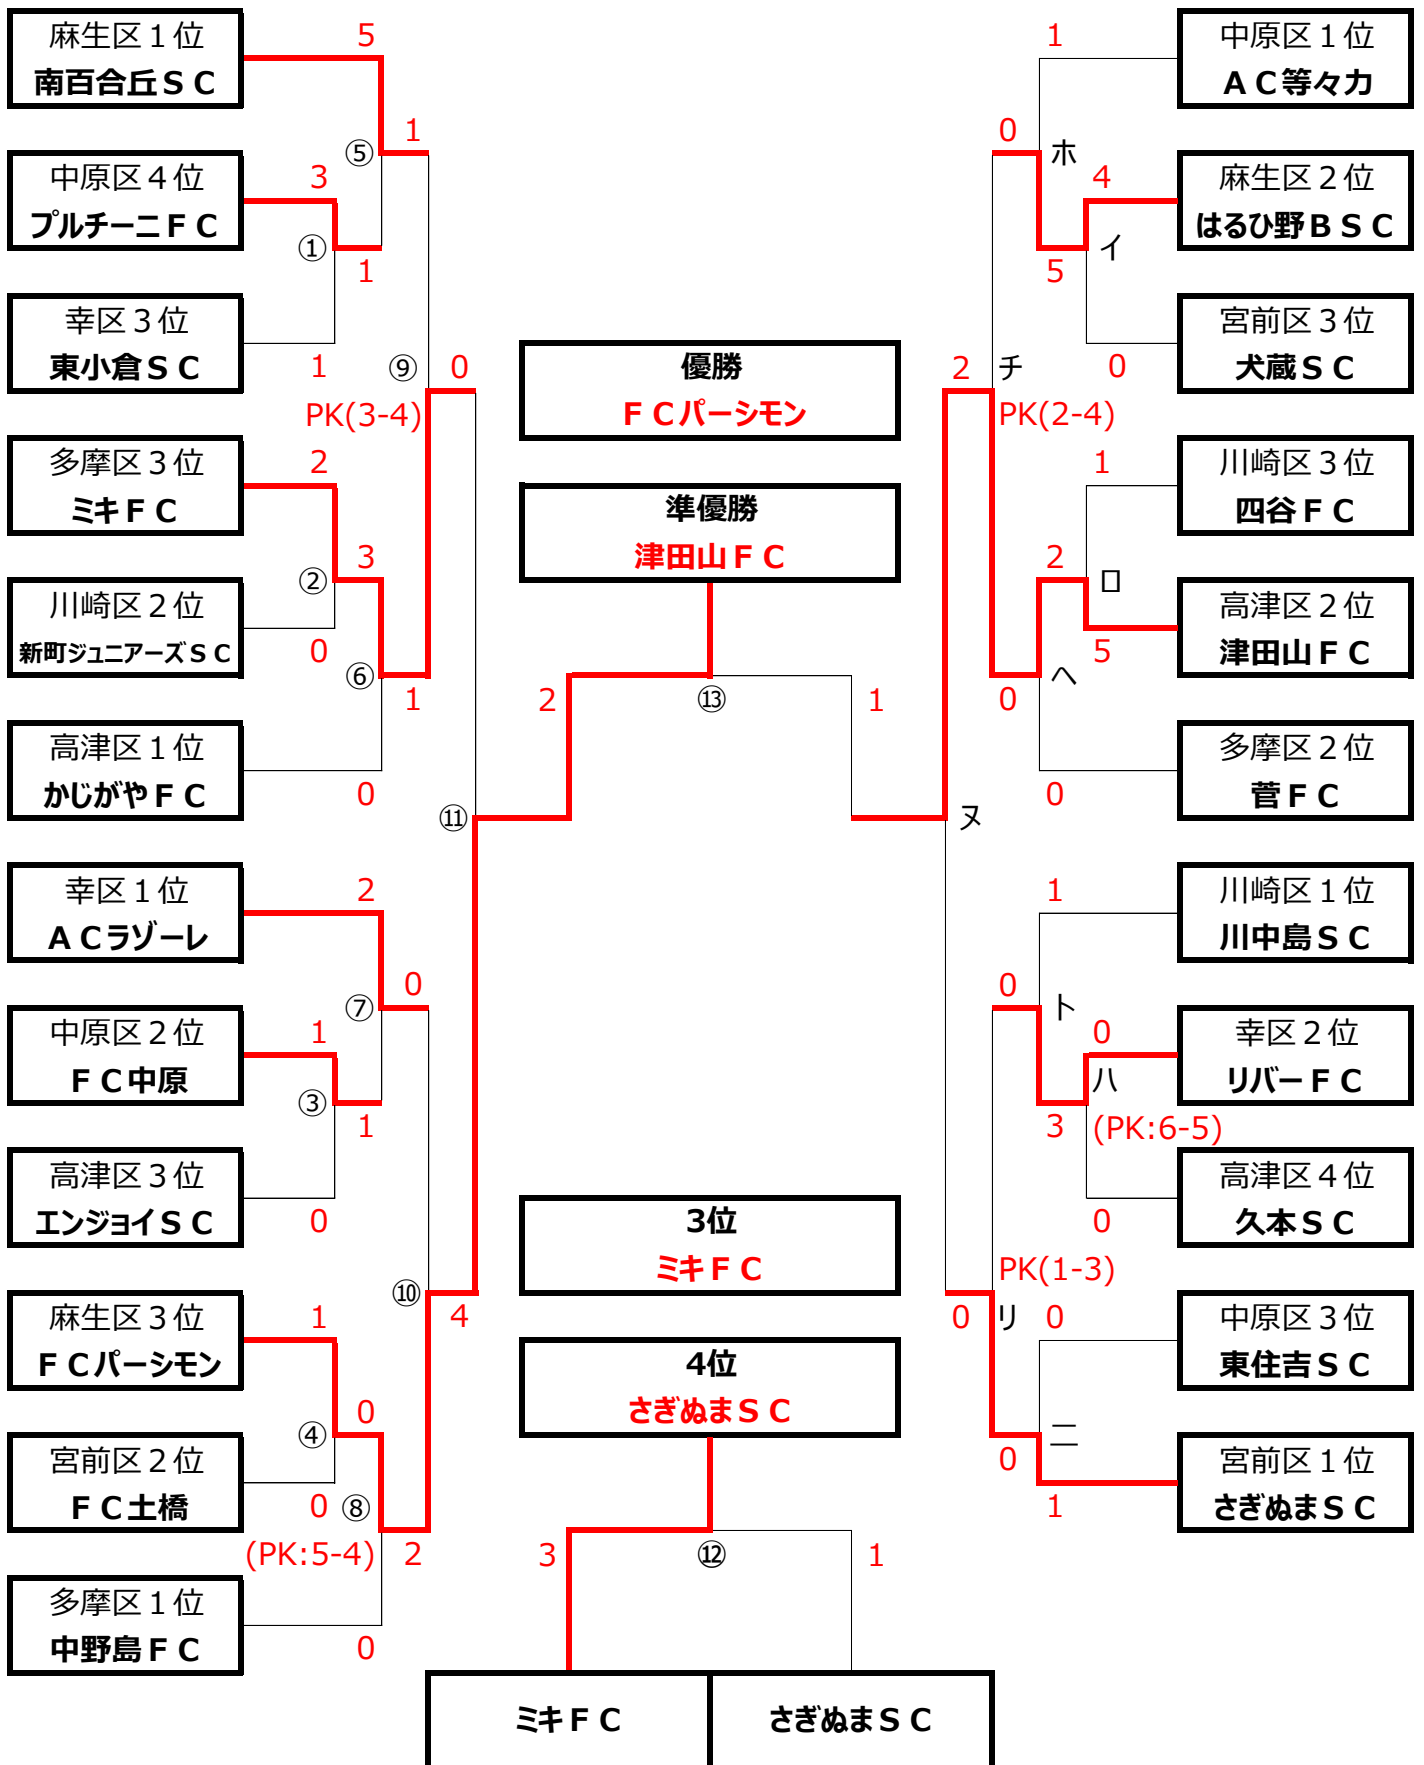 麻生区１位
南百合丘ＳＣ
5
中原区４位
プルチーニＦＣ
3
⑤
1
①
1
幸区３位
東小倉ＳＣ
1
⑨
0
PK(3-4)
多摩区３位
ミキＦＣ
2
②
3
川崎区２位
新町ジュニアーズＳＣ
0
⑥
1
高津区１位
かじがやＦＣ
0
⑪
幸区１位
ＡＣラゾーレ
2
⑦
0
中原区２位
ＦＣ中原
1
③
1
高津区３位
エンジョイＳＣ
0
⑩
4
麻生区３位
ＦＣパーシモン
1
④
0
宮前区２位
ＦＣ土橋
0
⑧
(PK:5-4)
2
多摩区１位
中野島ＦＣ
0
優勝
ＦＣパーシモン
準優勝
津田山ＦＣ
2
⑬
1
3位
ミキＦＣ
4位
さぎぬまＳＣ
3
⑫
1
ミキＦＣ
さぎぬまＳＣ
1
中原区１位
ＡＣ等々力
0
ホ
4
麻生区２位
はるひ野ＢＳＣ
5
イ
宮前区３位
犬蔵ＳＣ
0
2
チ
PK(2-4)
1
川崎区３位
四谷ＦＣ
2
ロ
5
高津区２位
津田山ＦＣ
0
ヘ
多摩区２位
菅ＦＣ
0
ヌ
1
川崎区１位
川中島ＳＣ
0
ト
0
幸区２位
リバーＦＣ
ハ
3
(PK:6-5)
高津区４位
久本ＳＣ
0
PK(1-3)
0
リ
0
中原区３位
東住吉ＳＣ
0
ニ
1
宮前区１位
さぎぬまＳＣ